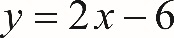 y = 2x − 6